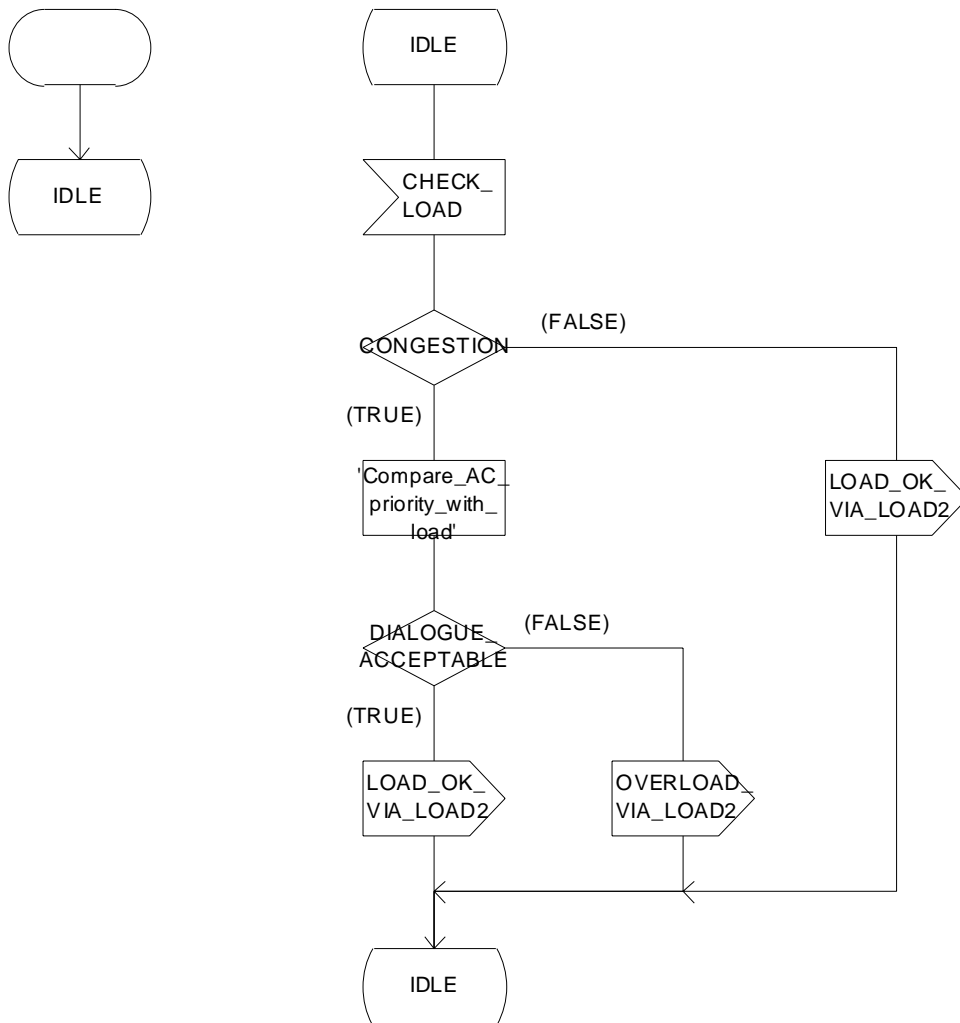 IDLE
IDLE
CHECK_
LOAD
(FALSE)
CONGESTION
(TRUE)
'Compare_AC_
priority_with_
load'
LOAD_OK_
VIA_LOAD2
(FALSE)
DIALOGUE_
ACCEPTABLE
(TRUE)
LOAD_OK_
VIA_LOAD2
OVERLOAD_
VIA_LOAD2
IDLE